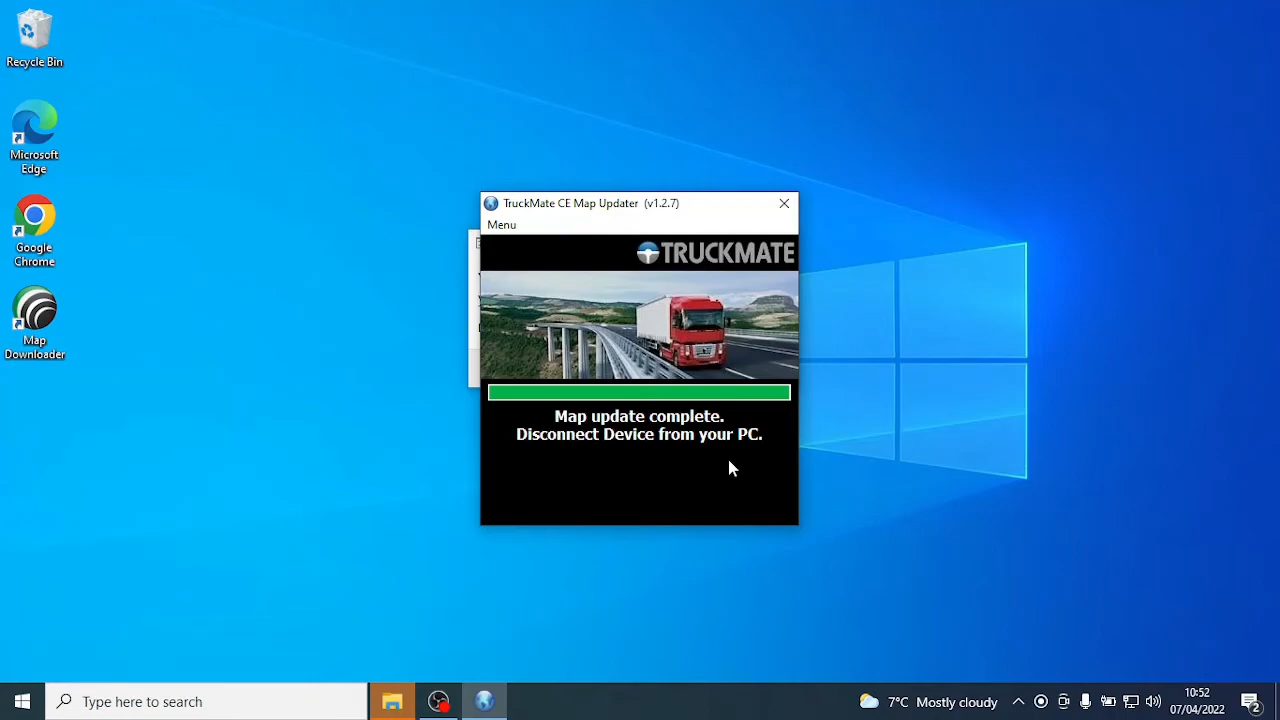 Recycle Bin
Microsoft
Edge
Google
Chrome
Map
Downloader
TruckMate CE Map Updater (v1.2.7)
Menu
TRUCKMATE
Map update complete.
Disconnect Device from your PC.
Type here to search
7°C Mostly cloudy
10:52
07/04/2022
2